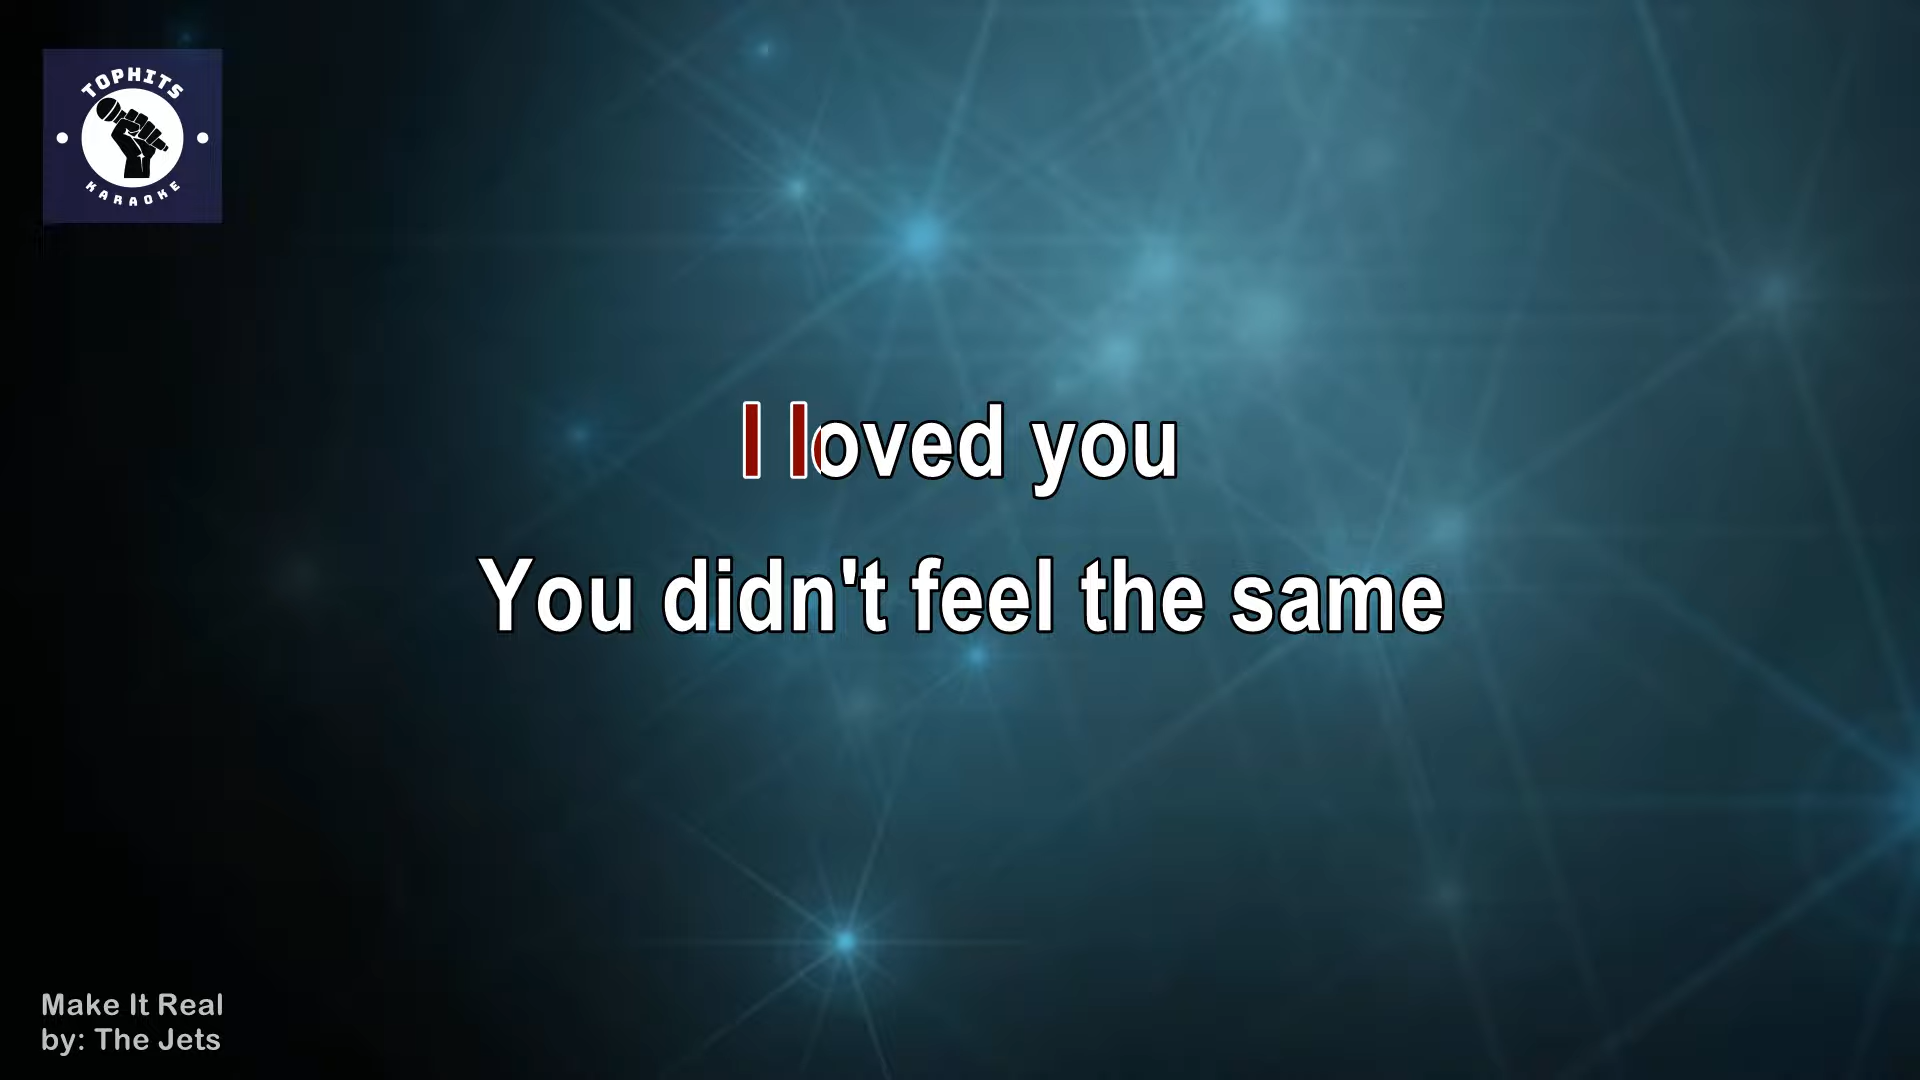 TOPHITS
KARAOKE
I loved you
You didn't feel the same
Make It Real
by: The Jets